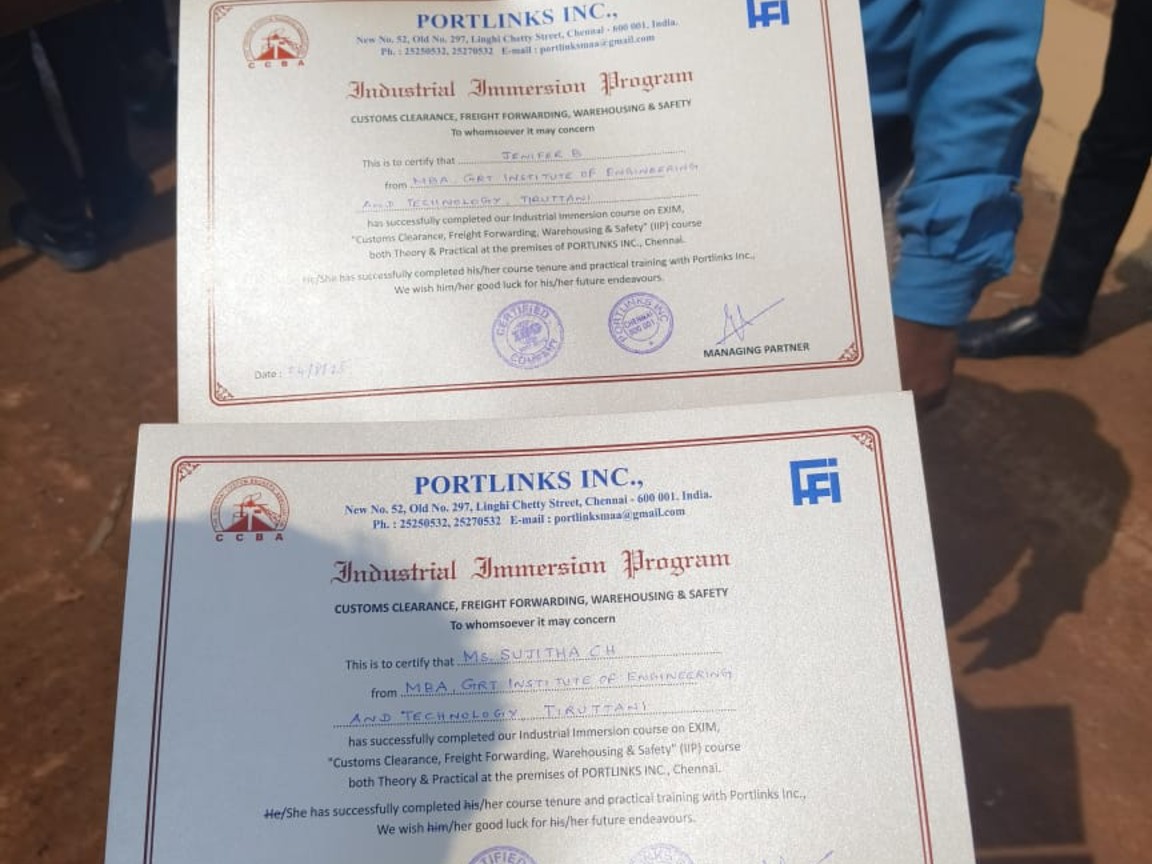 PORTLINKS INC.,
New No. 52, Old No. 297, Linghi Chetty Street, Chennai - 600 001, India.
Ph. : 25250532, 25270532 E-mail : portlinksmaa@gmail.com
CCBA
FFI
Industrial Immersion Program
CUSTOMS CLEARANCE, FREIGHT FORWARDING, WAREHOUSING & SAFETY
To whomsoever it may concern
This is to certify that JENIFER B
from MBA, GRT INSTITUTE OF ENGINEERING
AND TECHNOLOGY, TIRUTTANI
has successfully completed our Industrial Immersion course on EXIM,
"Customs Clearance, Freight Forwarding, Warehousing & Safety" (IIP) course
both Theory & Practical at the premises of PORTLINKS INC., Chennai.
He/She has successfully completed his/her course tenure and practical training with Portlinks Inc.,
We wish him/her good luck for his/her future endeavours.
CERTIFIED
ISO
COMPANY
PORTLINKS INC
CHENNAI
600 001
MANAGING PARTNER
Date :
PORTLINKS INC.,
New No. 52, Old No. 297, Linghi Chetty Street, Chennai - 600 001. India.
Ph. : 25250532, 25270532 E-mail : portlinksmaa@gmail.com
CCBA
FFI
Industrial Immersion Program
CUSTOMS CLEARANCE, FREIGHT FORWARDING, WAREHOUSING & SAFETY
To whomsoever it may concern
This is to certify that MS. SUJITHA CH
from MBA, GRT INSTITUTE OF ENGINEERING
AND TECHNOLOGY, TIRUTTANI
has successfully completed our Industrial Immersion course on EXIM,
"Customs Clearance, Freight Forwarding, Warehousing & Safety" (IIP) course
both Theory & Practical at the premises of PORTLINKS INC., Chennai.
He/She has successfully completed his/her course tenure and practical training with Portlinks Inc.,
We wish him/her good luck for his/her future endeavours.